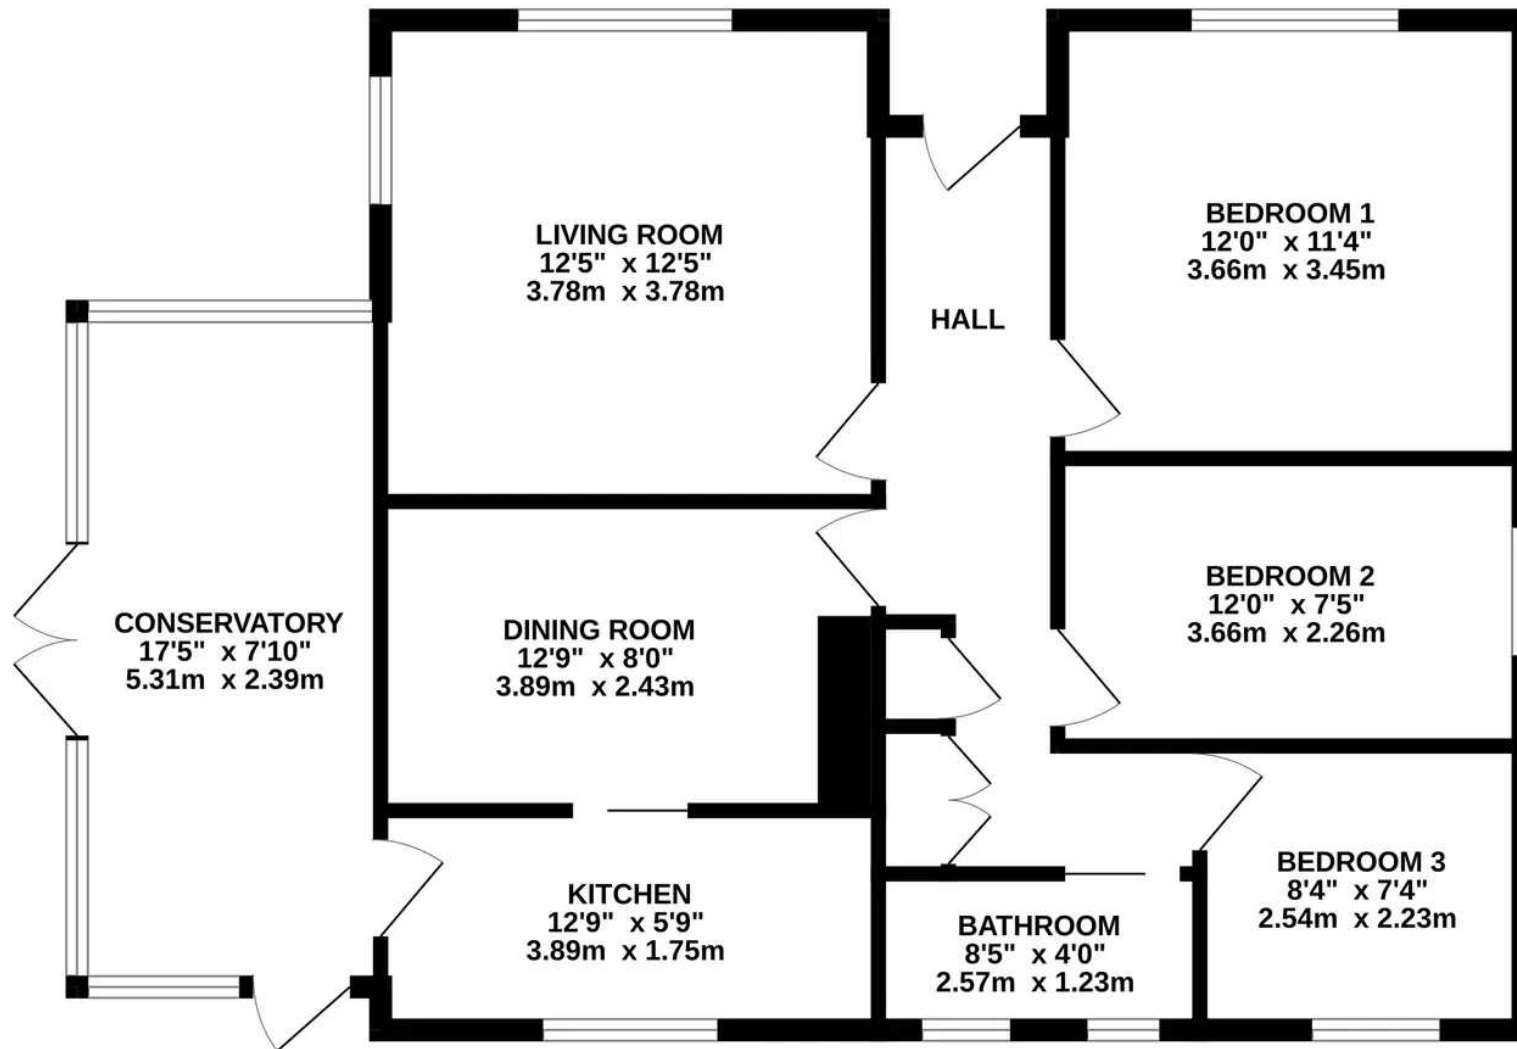 LIVING ROOM
12'5" x 12'5"
3.78m x 3.78m
HALL
BEDROOM 1
12'0" x 11'4"
3.66m x 3.45m
CONSERVATORY
17'5" x 7'10"
5.31m x 2.39m
DINING ROOM
12'9" x 8'0"
3.89m x 2.43m
BEDROOM 2
12'0" x 7'5"
3.66m x 2.26m
KITCHEN
12'9" x 5'9"
3.89m x 1.75m
BATHROOM
8'5" x 4'0"
2.57m x 1.23m
BEDROOM 3
8'4" x 7'4"
2.54m x 2.23m